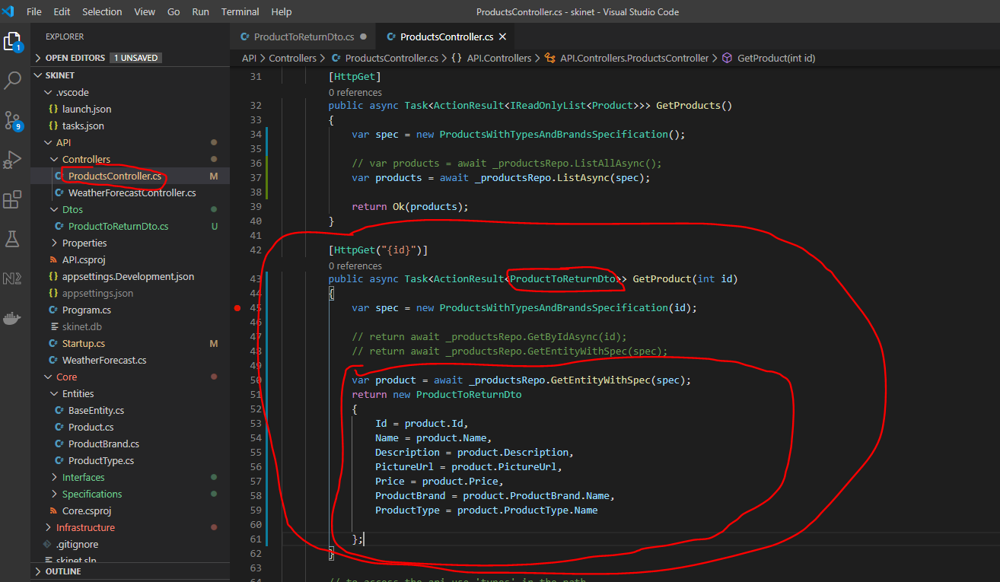 File Edit Selection View Go Run Terminal Help
ProductsController.cs - skinet - Visual Studio Code
EXPLORER
OPEN EDITORS 1 UNSAVED
SKINET
.vscode
{} launch.json
{} tasks.json
API
Controllers
C# ProductsController.cs M
C# WeatherForecastController.cs
Dtos
C# ProductToReturnDto.cs U
Properties
API.csproj
{} appsettings.Development.json
{} appsettings.json
C# Program.cs
skinet.db
C# Startup.cs M
C# WeatherForecast.cs
Core
Entities
C# BaseEntity.cs
C# Product.cs
C# ProductBrand.cs
C# ProductType.cs
Interfaces
Specifications
Core.csproj
Infrastructure
.gitignore
skinet.sln
OUTLINE
1
9
C# ProductToReturnDto.cs
C# ProductsController.cs
API > Controllers > C# ProductsController.cs > {} API.Controllers > API.Controllers.ProductsController > GetProduct(int id)
31 [HttpGet]
0 references
32 public async Task<ActionResult<IReadOnlyList<Product>>> GetProducts()
33 {
34 var spec = new ProductsWithTypesAndBrandsSpecification();
35
36 // var products = await _productsRepo.ListAllAsync();
37 var products = await _productsRepo.ListAsync(spec);
38
39 return Ok(products);
40 }
41
42 [HttpGet("{id}")]
0 references
43 public async Task<ActionResult<ProductToReturnDto>> GetProduct(int id)
44 {
45 var spec = new ProductsWithTypesAndBrandsSpecification(id);
46
47 // return await _productsRepo.GetByIdAsync(id);
48 // return await _productsRepo.GetEntityWithSpec(spec);
49
50 var product = await _productsRepo.GetEntityWithSpec(spec);
51 return new ProductToReturnDto
52 {
53 Id = product.Id,
54 Name = product.Name,
55 Description = product.Description,
56 PictureUrl = product.PictureUrl,
57 Price = product.Price,
58 ProductBrand = product.ProductBrand.Name,
59 ProductType = product.ProductType.Name
60
61 };
62 }
63
64 // to access the api use 'types' in the path